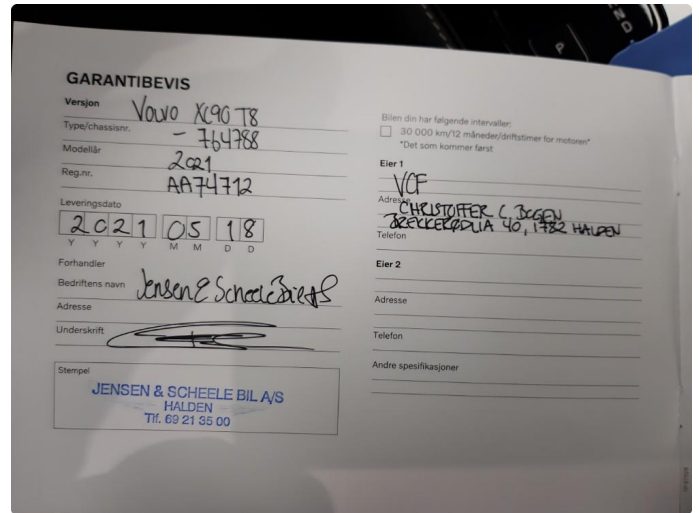 GARANTIBEVIS
Versjon Volvo XC90 T8
Type/chassisnr. - 764788
Modellår 2021
Reg.nr. AA74712
Leveringsdato
2021 05 18
Y Y Y Y M M D D
Forhandler
Bedriftens navn Jensen & Scheele Bil A/S
Adresse
Underskrift
Stempel
JENSEN & SCHEELE BIL A/S
HALDEN
Tlf. 69 21 35 00
Bilen din har følgende intervaller:
30 000 km/12 måneder/driftstimer for motoren*
*Det som kommer først
Eier 1
VCF
Adresse CHRISTOFFER C BOGEN
BREKKERØDLIA 40, 1782 HALDEN
Telefon
Eier 2
Adresse
Telefon
Andre spesifikasjoner
P